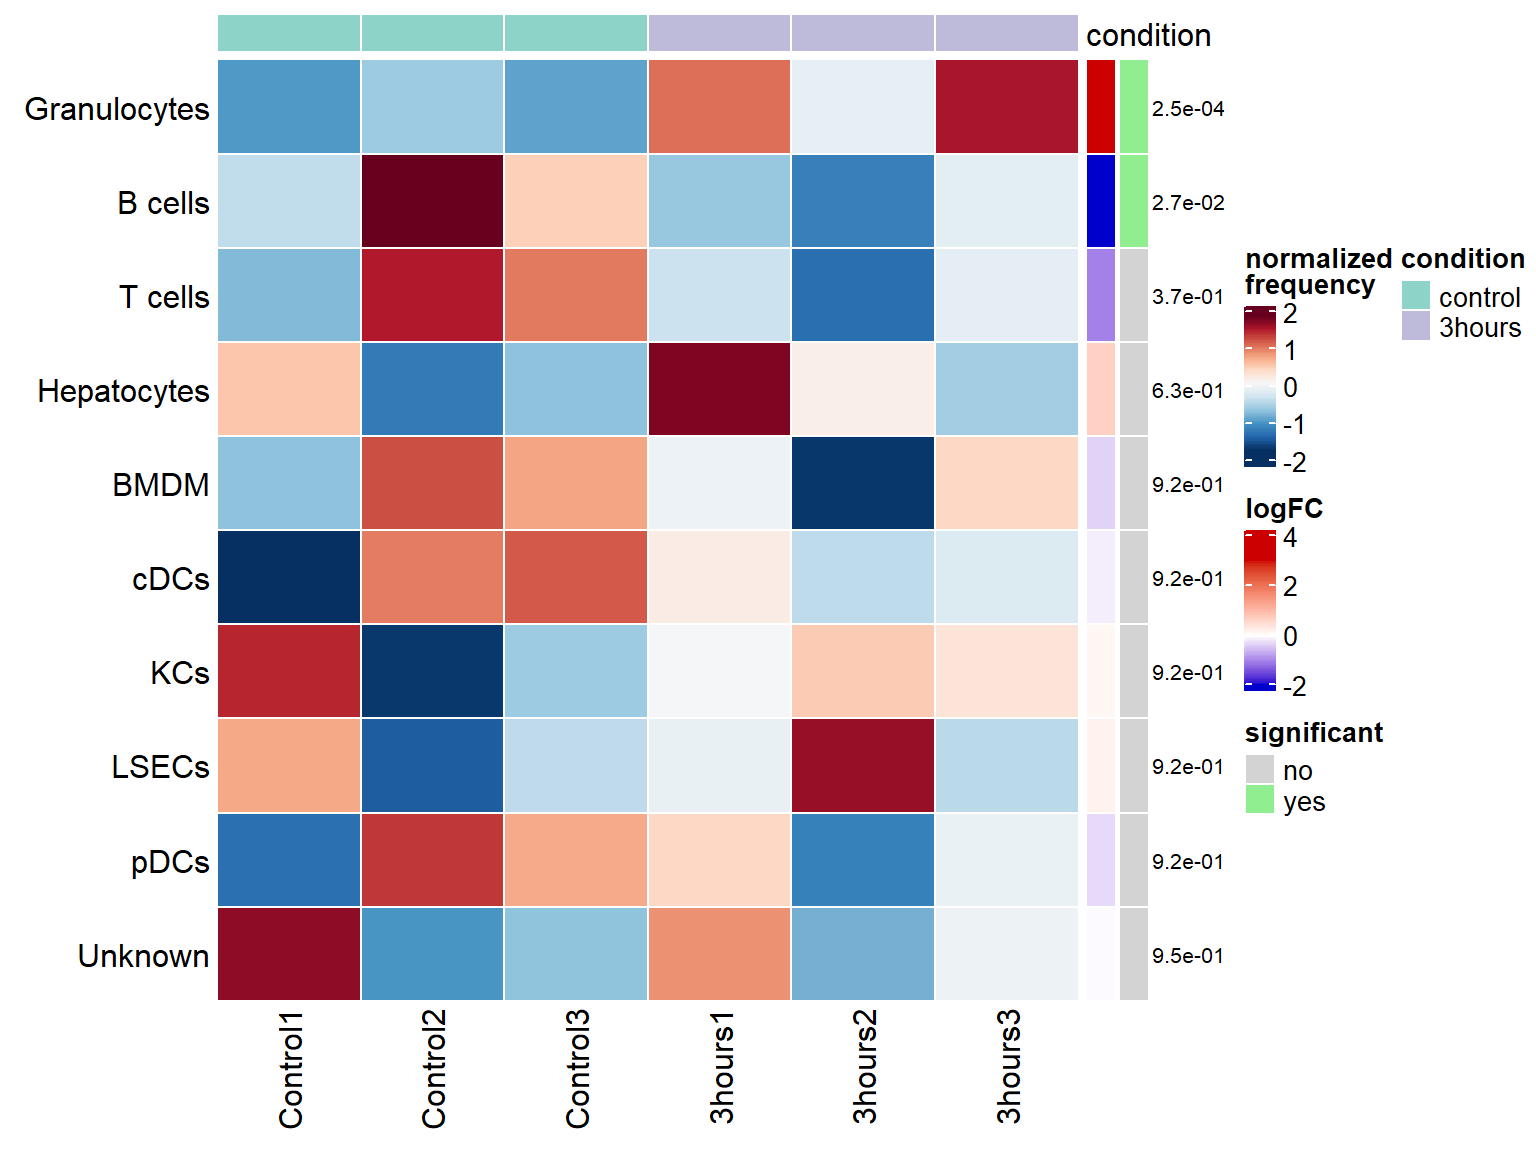 condition
Granulocytes
2.5e-04
B cells
2.7e-02
T cells
3.7e-01
Hepatocytes
6.3e-01
BMDM
9.2e-01
cDCs
9.2e-01
KCs
9.2e-01
LSECs
9.2e-01
pDCs
9.2e-01
Unknown
9.5e-01
Control1
Control2
Control3
3hours1
3hours2
3hours3
normalized
frequency
2
1
0
-1
-2
logFC
4
2
0
-2
significant
no
yes
condition
control
3hours